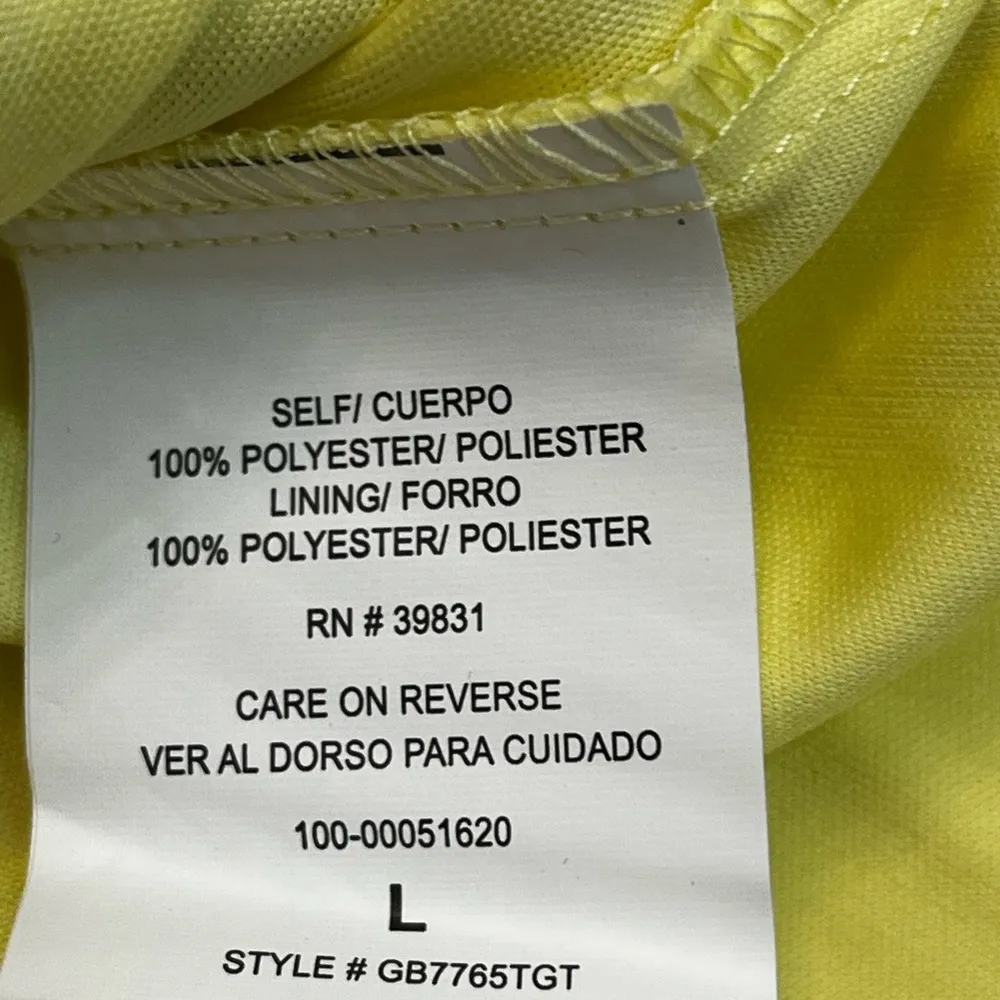 SELF/ CUERPO
100% POLYESTER/ POLIESTER
LINING/ FORRO
100% POLYESTER/ POLIESTER
RN # 39831
CARE ON REVERSE
VER AL DORSO PARA CUIDADO
100-00051620
L
STYLE # GB7765TGT